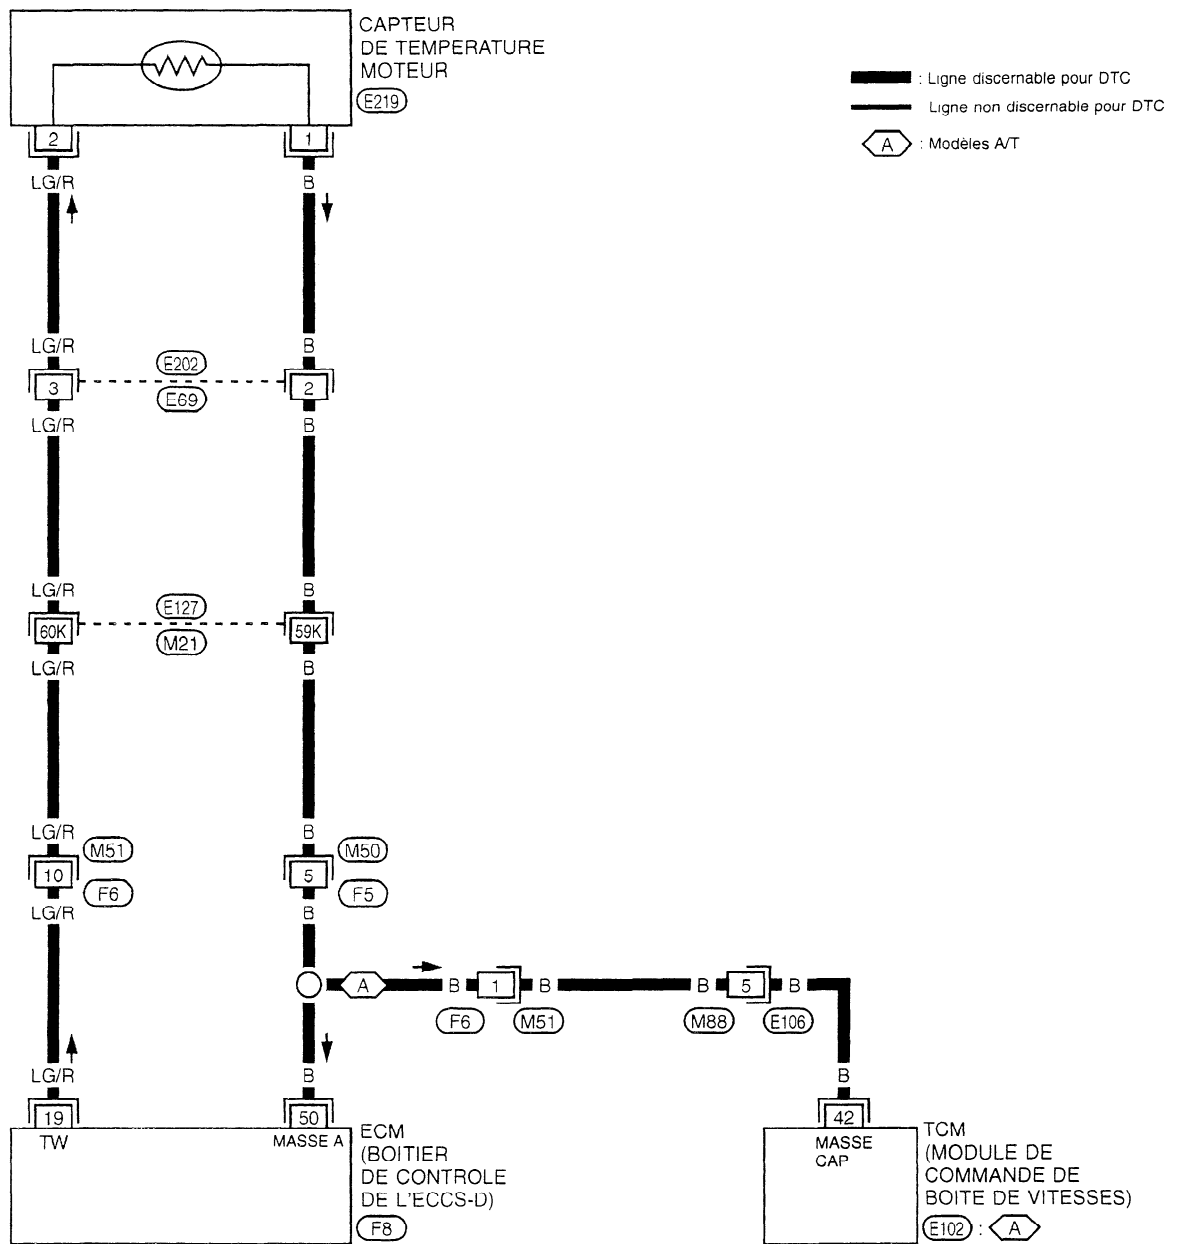 CAPTEUR
DE TEMPERATURE
MOTEUR
E219
: Ligne discernable pour DTC
Ligne non discernable pour DTC
A : Modèles A/T
2 1
LG/R B
LG/R B
E202
3 2
E69
LG/R B
LG/R B
E127
60K 59K
M21
LG/R B
LG/R B
M51 M50
10 5
F6 F5
LG/R B
A B 1 B B 5 B
F6 M51 M88 E106
LG/R B B
19 50 42
TW MASSE A
ECM
(BOITIER
DE CONTROLE
DE L'ECCS-D)
F8
MASSE
CAP
TCM
(MODULE DE
COMMANDE DE
BOITE DE VITESSES)
E102 : A